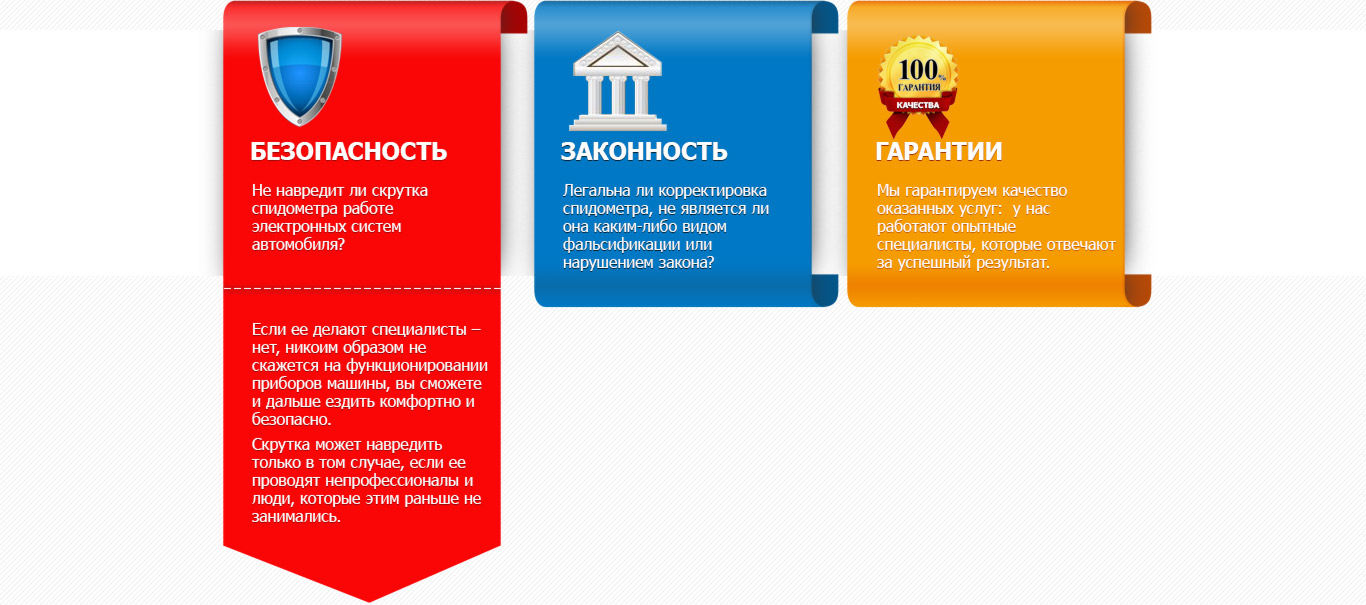 БЕЗОПАСНОСТЬ
Не навредит ли скрутка
спидометра работе
электронных систем
автомобиля?
Если ее делают специалисты –
нет, никоим образом не
скажется на функционировании
приборов машины, вы сможете
и дальше ездить комфортно и
безопасно.
Скрутка может навредить
только в том случае, если ее
проводят непрофессионалы и
люди, которые этим раньше не
занимались.
ЗАКОННОСТЬ
Легальна ли корректировка
спидометра, не является ли
она каким-либо видом
фальсификации или
нарушением закона?
100%
ГАРАНТИЯ
КАЧЕСТВА
ГАРАНТИИ
Мы гарантируем качество
оказанных услуг: у нас
работают опытные
специалисты, которые отвечают
за успешный результат.